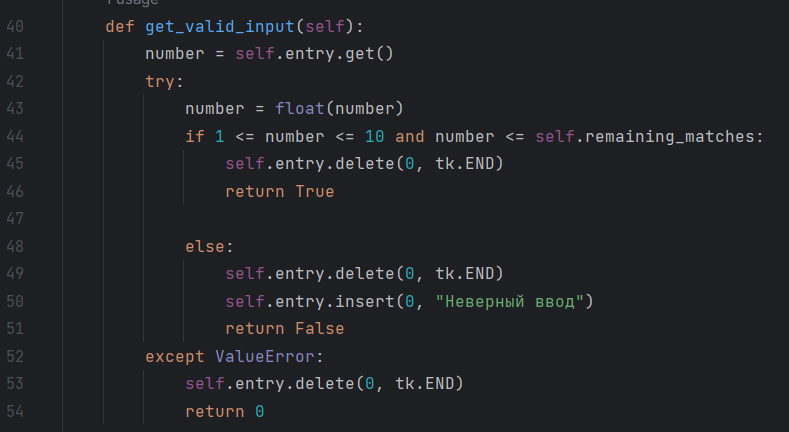 1 usage
40 def get_valid_input(self):
41 number = self.entry.get()
42 try:
43 number = float(number)
44 if 1 <= number <= 10 and number <= self.remaining_matches:
45 self.entry.delete(0, tk.END)
46 return True
47
48 else:
49 self.entry.delete(0, tk.END)
50 self.entry.insert(0, "Неверный ввод")
51 return False
52 except ValueError:
53 self.entry.delete(0, tk.END)
54 return 0